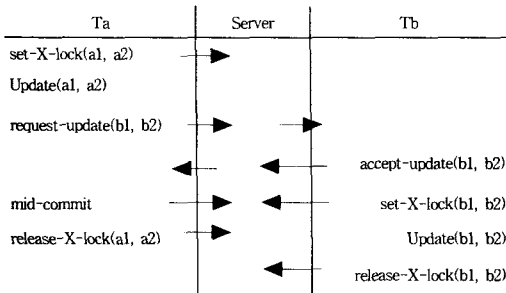 Ta Server Tb
set-X-lock(a1, a2)
Update(a1, a2)
request-update(b1, b2)
accept-update(b1, b2)
mid-commit set-X-lock(b1, b2)
release-X-lock(a1, a2) Update(b1, b2)
release-X-lock(b1, b2)